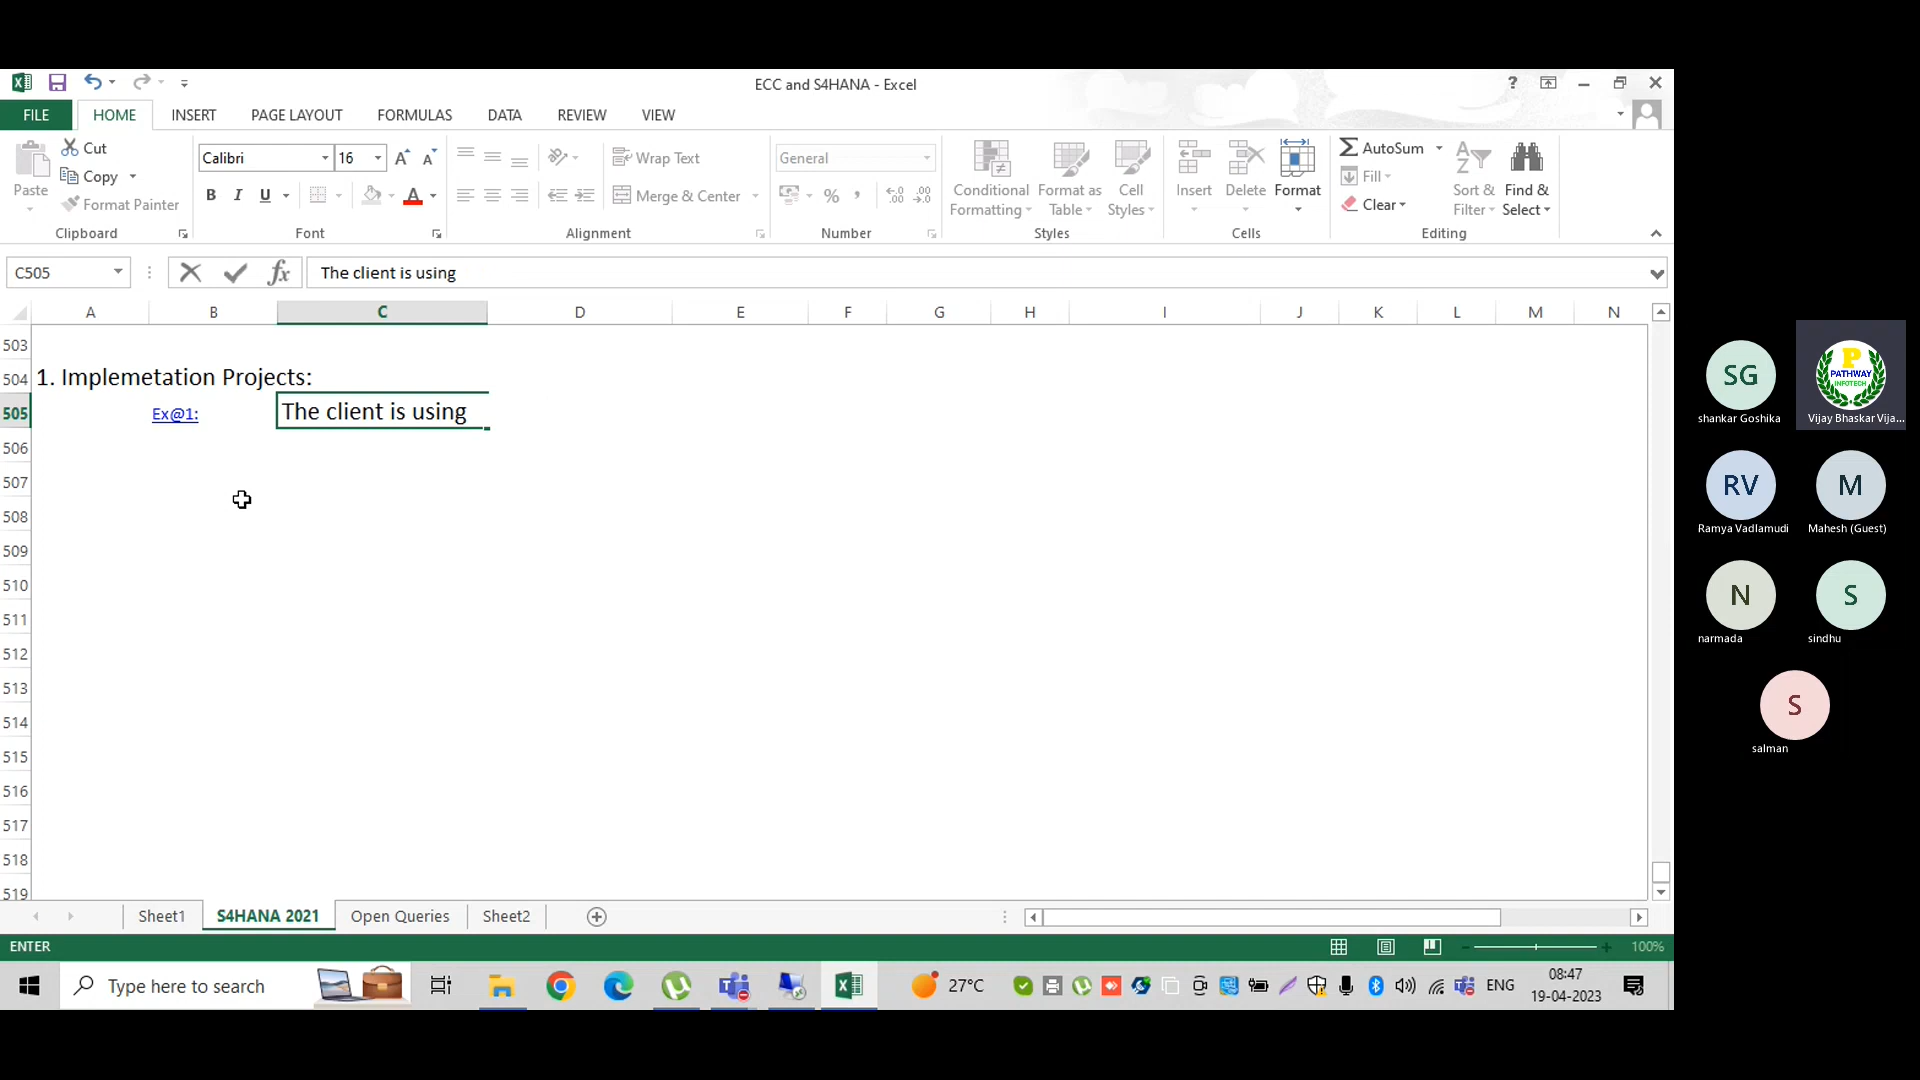 ECC and S4HANA - Excel
?
FILE
HOME
INSERT
PAGE LAYOUT
FORMULAS
DATA
REVIEW
VIEW
Paste
Cut
Copy
Format Painter
Clipboard
Calibri
16
B I U
Font
Wrap Text
Merge & Center
Alignment
General
%
Number
Conditional Formatting
Format as Table
Cell Styles
Styles
Insert
Delete
Format
Cells
AutoSum
Fill
Clear
Sort & Filter
Find & Select
Editing
C505
fx
The client is using
A B C D E F G H I J K L M N
503
504 1. Implemetation Projects:
505 Ex@1: The client is using
506
507
508
509
510
511
512
513
514
515
516
517
518
519
Sheet1
S4HANA 2021
Open Queries
Sheet2
ENTER
100%
Type here to search
27°C
ENG
08:47
19-04-2023
SG
shankar Goshika
P
PATHWAY
INFOTECH
Vijay Bhaskar Vija...
RV
Ramya Vadlamudi
M
Mahesh (Guest)
N
narmada
S
sindhu
S
salman